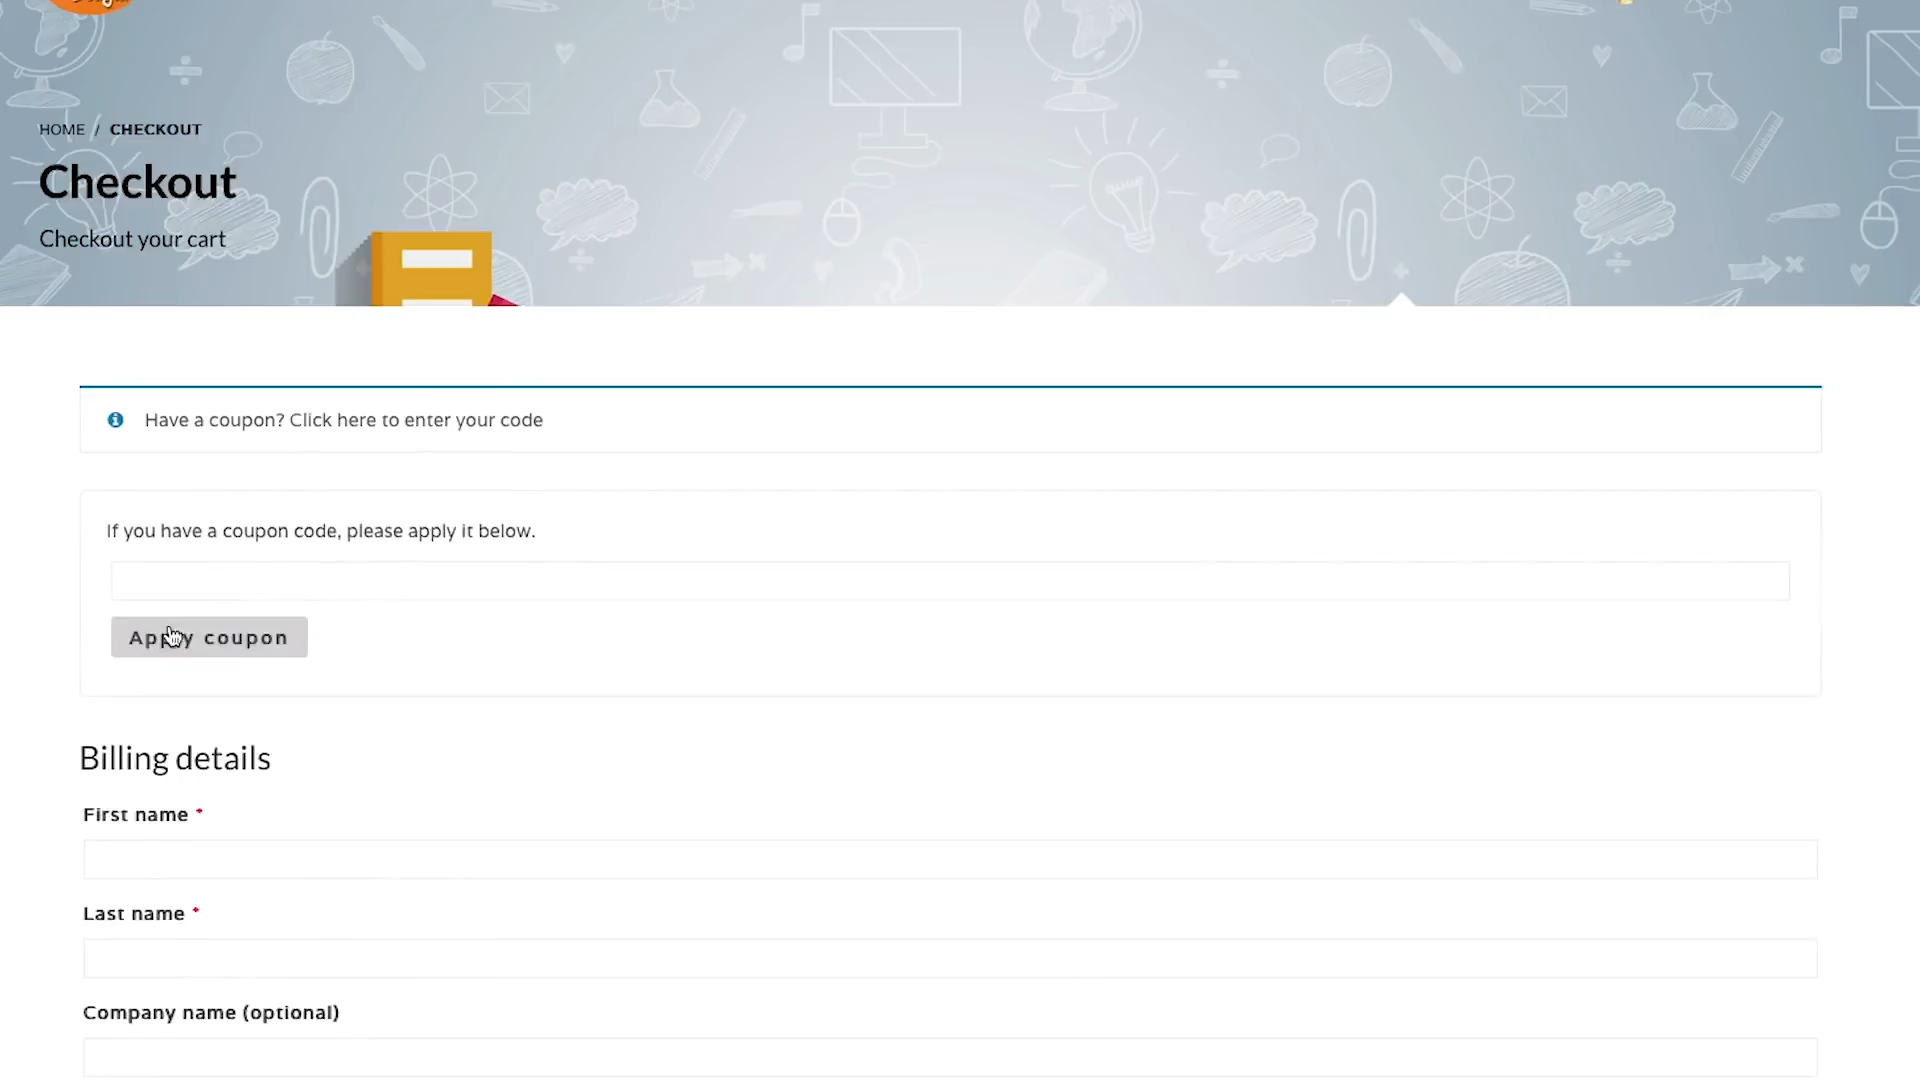 HOME / CHECKOUT
Checkout
Checkout your cart
Have a coupon? Click here to enter your code
If you have a coupon code, please apply it below.
Apply coupon
Billing details
First name *
Last name *
Company name (optional)